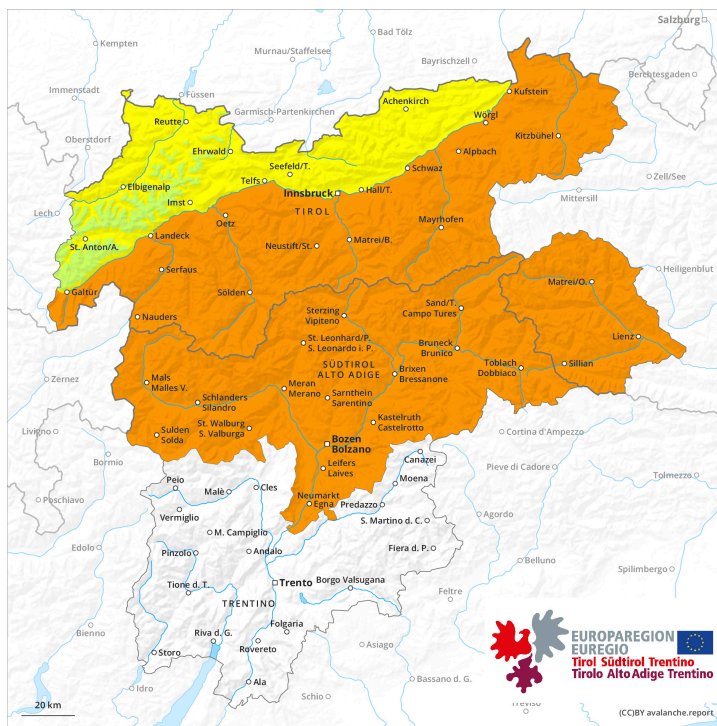 Salzburg
Kempten
Bad Tölz
Murnau/Staffelsee
Bayrischzell
Berchtesgaden
Immenstadt
Füssen
Garmisch-Partenkirchen
Achenkirch
Kufstein
Reutte
Wörgl
Kitzbühel
Oberstdorf
Ehrwald
Seefeld/T.
Alpbach
Schwaz
Zell/See
Telfs
Elbigenalp
Innsbruck
Hall/T.
Mittersill
Imst
TIROL
Lech
Oetz
Mayrhofen
St. Anton/A.
Landeck
Neustift/St.
Matrei/B.
Serfaus
Heiligenblut
Galtür
Sölden
Matrei/O.
Nauders
Sterzing
Vipiteno
Sand/T.
Campo Tures
Lienz
St. Leonhard/P.
S. Leonardo i. P.
Bruneck
Brunico
Zernez
SÜDTIROL
ALTO ADIGE
Brixen
Bressanone
Toblach
Dobbiaco
Sillian
Mals
Malles V.
Meran
Merano
Schlanders
Silandro
Sarnthein
Sarentino
St. Walburg
S. Valburga
Kastelruth
Castelrotto
Livigno
Sulden
Solda
Bozen
Bolzano
Cortina d'Ampezzo
Bormio
Canazei
Leifers
Laives
Pieve di Cadore
Tolmezzo
Poschiavo
Peio
Malè
Cles
Moena
Neumarkt
Egna
Predazzo
Vermiglio
S. Martino d. C.
Agordo
M. Campiglio
Edolo
Pinzolo
Andalo
Fiera d. P.
Belluno
Spilimbergo
Tione d. T.
Trento
Borgo Valsugana
Feltre
TRENTINO
Bienno
Folgaria
Riva d. G.
Rovereto
Storo
Asiago
Ala
Bassano d. G.
Idro
Schio
Treviso
EUROPAREGION
EUREGIO
Tirol Südtirol Trentino
Tirolo Alto Adige Trentino
20 km
(CC)BY avalanche.report